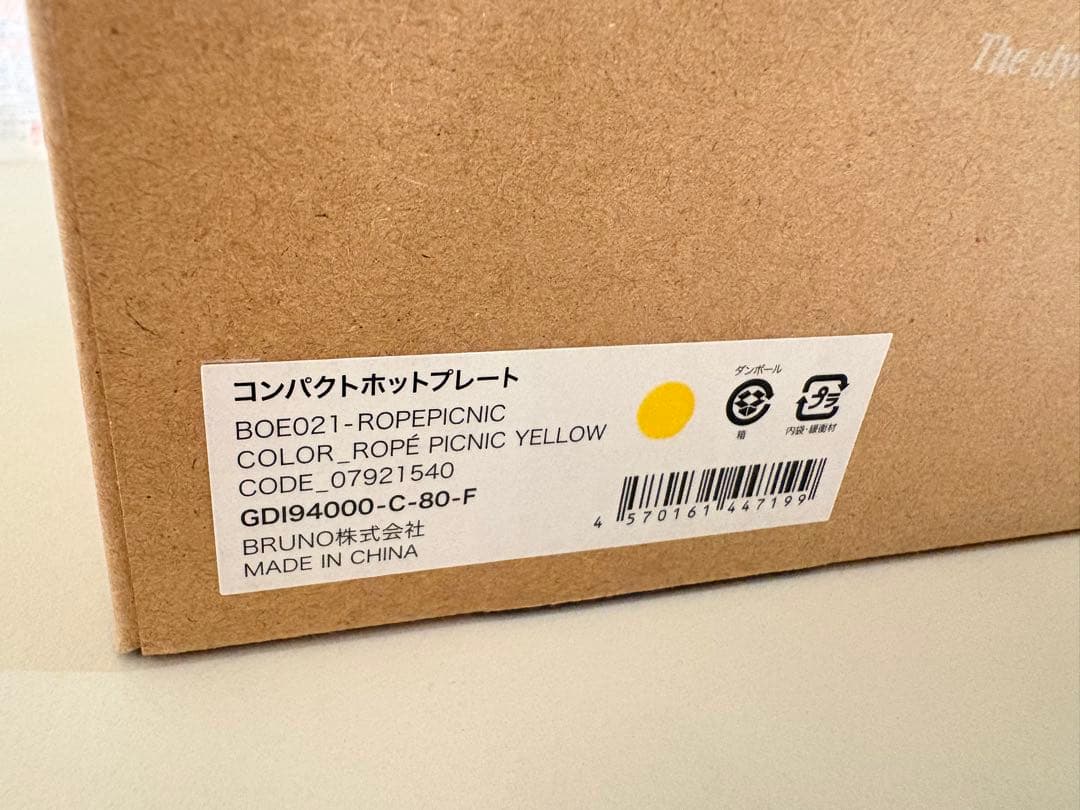 The sty
コンパクトホットプレート
BOE021-ROPEPICNIC
COLOR_ROPÉ PICNIC YELLOW
CODE_07921540
GDI94000-C-80-F
BRUNO株式会社
MADE IN CHINA
ダンボール
箱
プラ
内袋・緩衝材
4 570161 447199